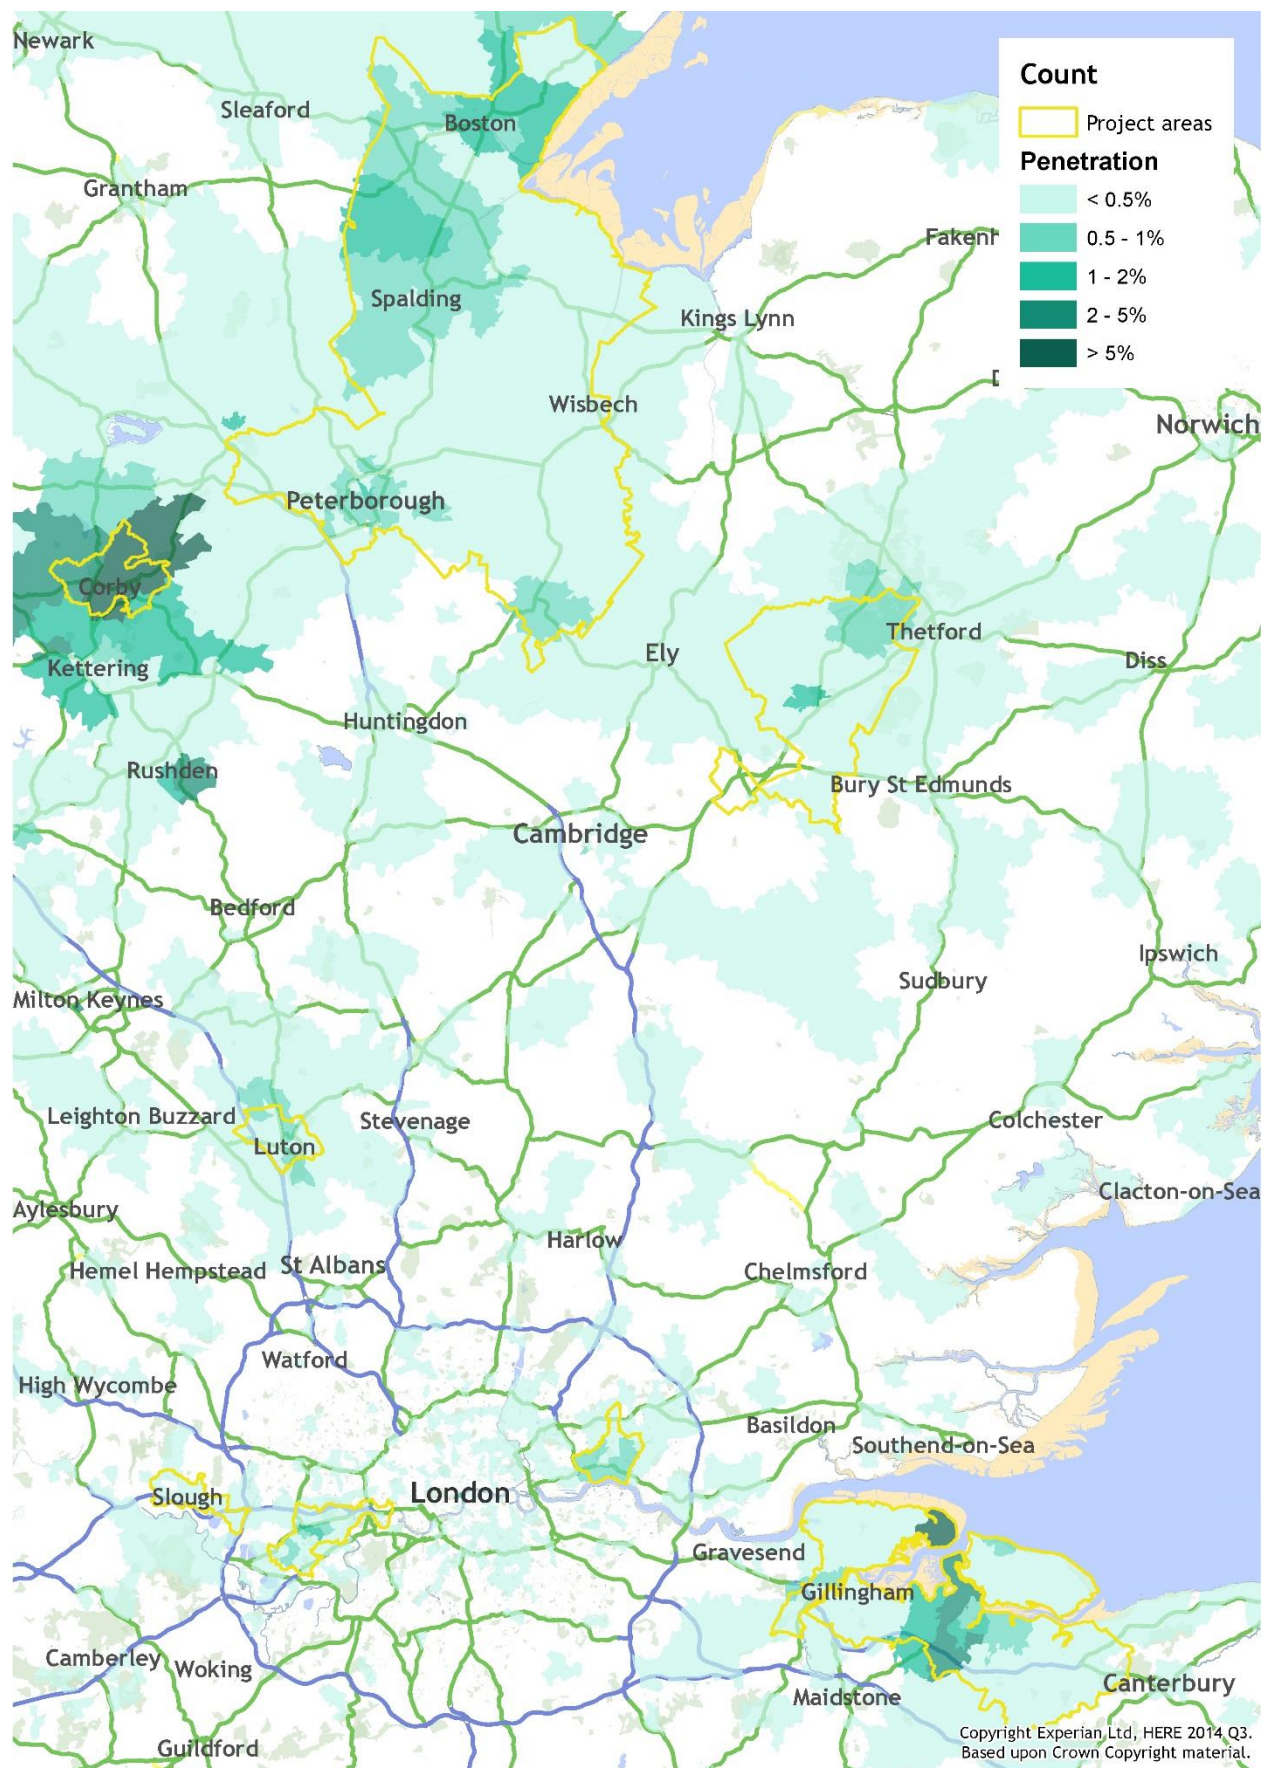 Newark
Count
Project areas
Penetration
< 0.5%
0.5 - 1%
1 - 2%
2 - 5%
> 5%
Sleaford
Boston
Grantham
Fakenh
Spalding
Kings Lynn
Wisbech
Norwich
Peterborough
Corby
Thetford
Ely
Diss
Kettering
Huntingdon
Rushden
Bury St Edmunds
Cambridge
Bedford
Ipswich
Sudbury
Milton Keynes
Leighton Buzzard
Stevenage
Colchester
Luton
Clacton-on-Sea
Aylesbury
Harlow
Hemel Hempstead
St Albans
Chelmsford
Watford
High Wycombe
Basildon
Southend-on-Sea
Slough
London
Gravesend
Gillingham
Camberley
Woking
Canterbury
Maidstone
Guildford
Copyright Experian Ltd, HERE 2014 Q3.
Based upon Crown Copyright material.